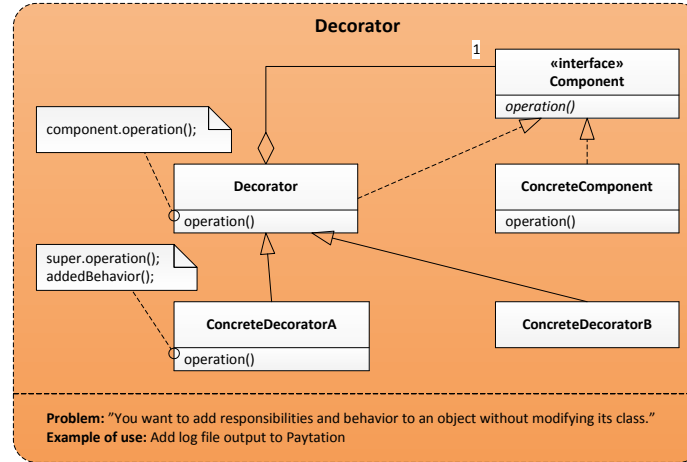 Decorator
1
«interface»
Component
operation()
component.operation();
Decorator
operation()
ConcreteComponent
operation()
super.operation();
addedBehavior();
ConcreteDecoratorA
operation()
ConcreteDecoratorB
Problem: ”You want to add responsibilities and behavior to an object without modifying its class.”
Example of use: Add log file output to Paytation